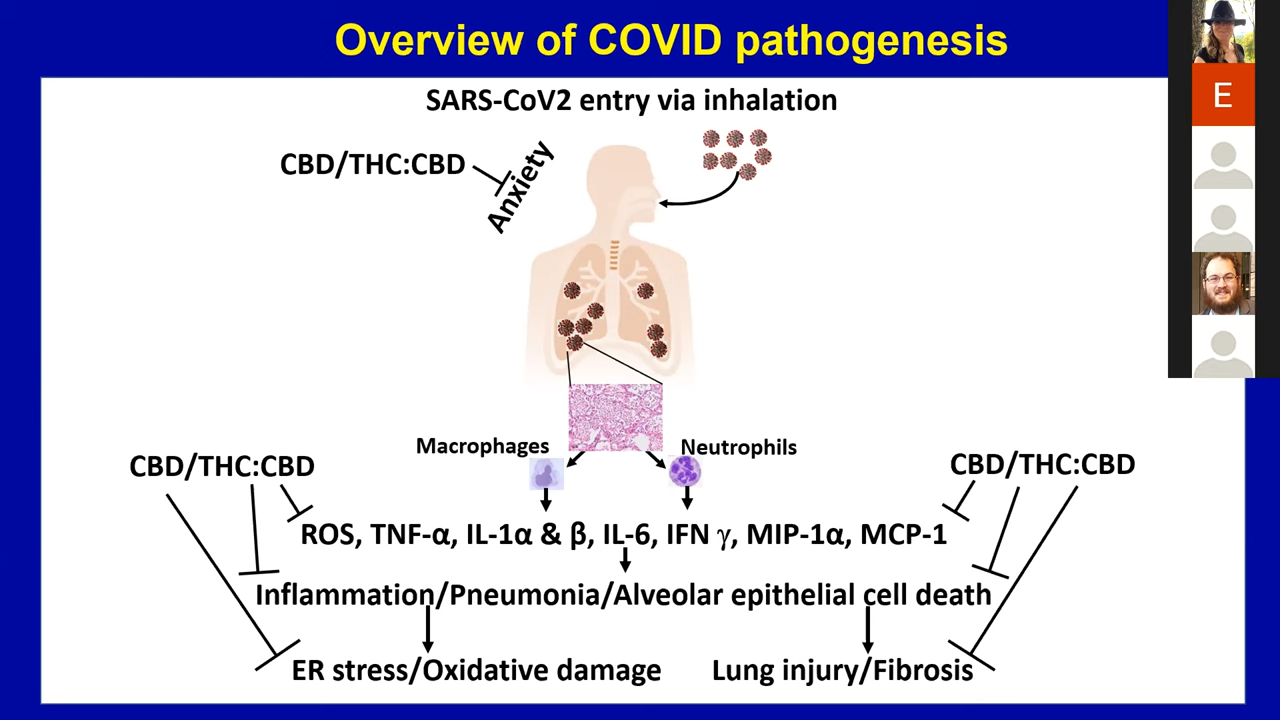 Overview of COVID pathogenesis
E
SARS-CoV2 entry via inhalation
CBD/THC:CBD
Anxiety
Macrophages
Neutrophils
CBD/THC:CBD
CBD/THC:CBD
ROS, TNF-α, IL-1α & β, IL-6, IFN γ, MIP-1α, MCP-1
Inflammation/Pneumonia/Alveolar epithelial cell death
ER stress/Oxidative damage
Lung injury/Fibrosis